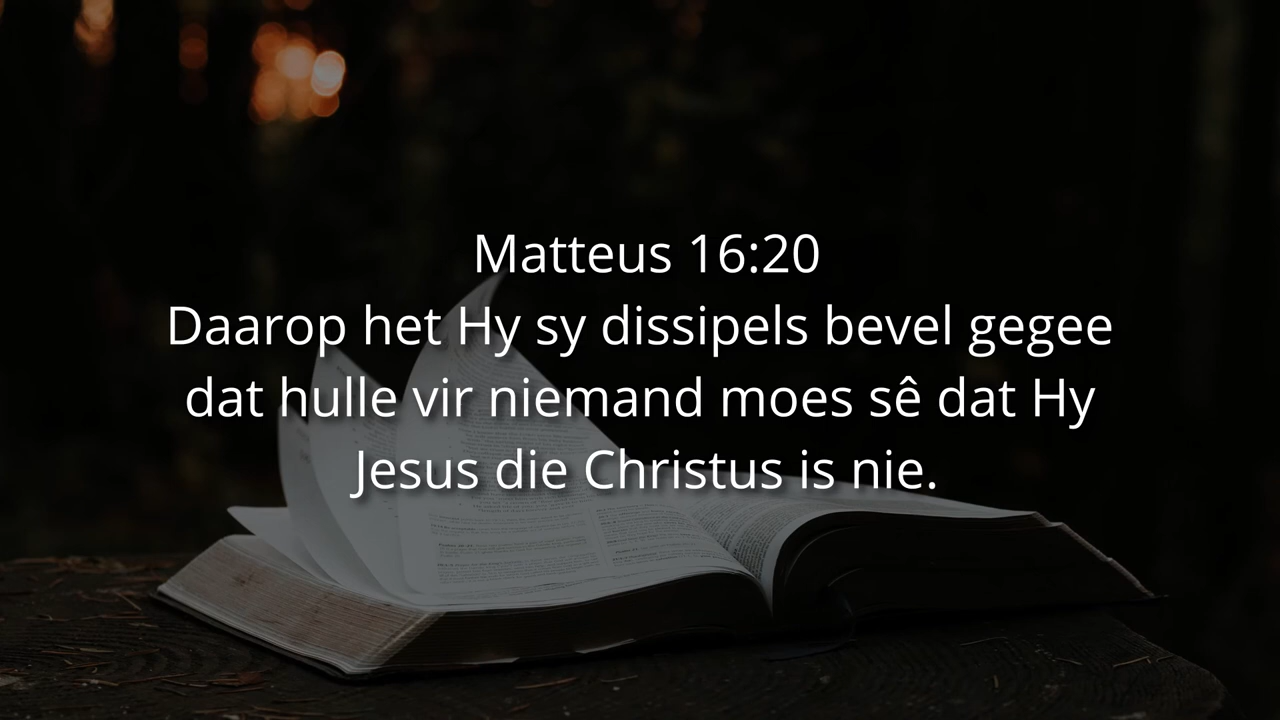 Matteus 16:20
Daarop het Hy sy dissipels bevel gegee
dat hulle vir niemand moes sê dat Hy
Jesus die Christus is nie.